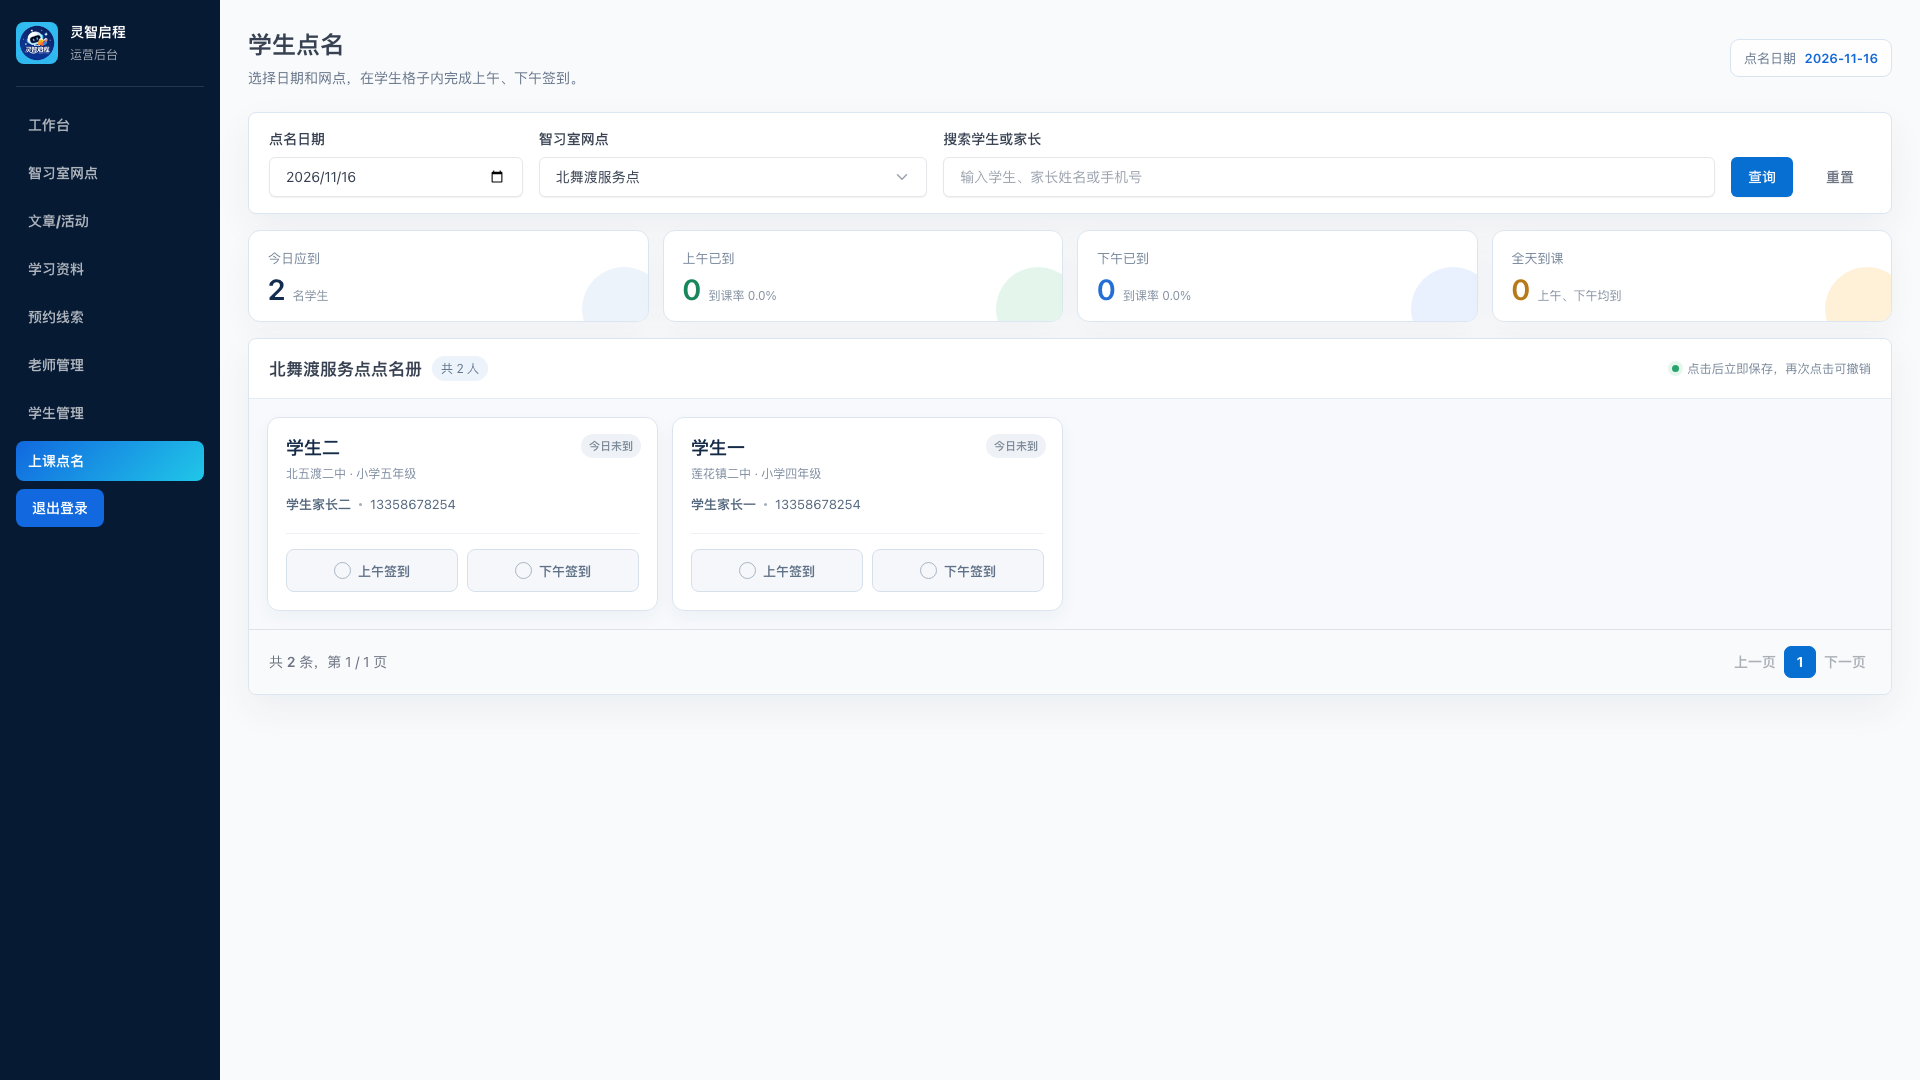 灵智启程
运营后台
工作台
智习室网点
文章/活动
学习资料
预约线索
老师管理
学生管理
上课点名
退出登录
学生点名
选择日期和网点，在学生格子内完成上午、下午签到。
点名日期 2026-11-16
点名日期
2026/11/16
智习室网点
北舞渡服务点
搜索学生或家长
输入学生、家长姓名或手机号
查询
重置
今日应到
2 名学生
上午已到
0 到课率 0.0%
下午已到
0 到课率 0.0%
全天到课
0 上午、下午均到
北舞渡服务点点名册 共 2 人
点击后立即保存，再次点击可撤销
学生二 今日未到
北五渡二中 · 小学五年级
学生家长二 • 13358678254
上午签到 下午签到
学生一 今日未到
莲花镇二中 · 小学四年级
学生家长一 • 13358678254
上午签到 下午签到
共 2 条，第 1 / 1 页
上一页 1 下一页